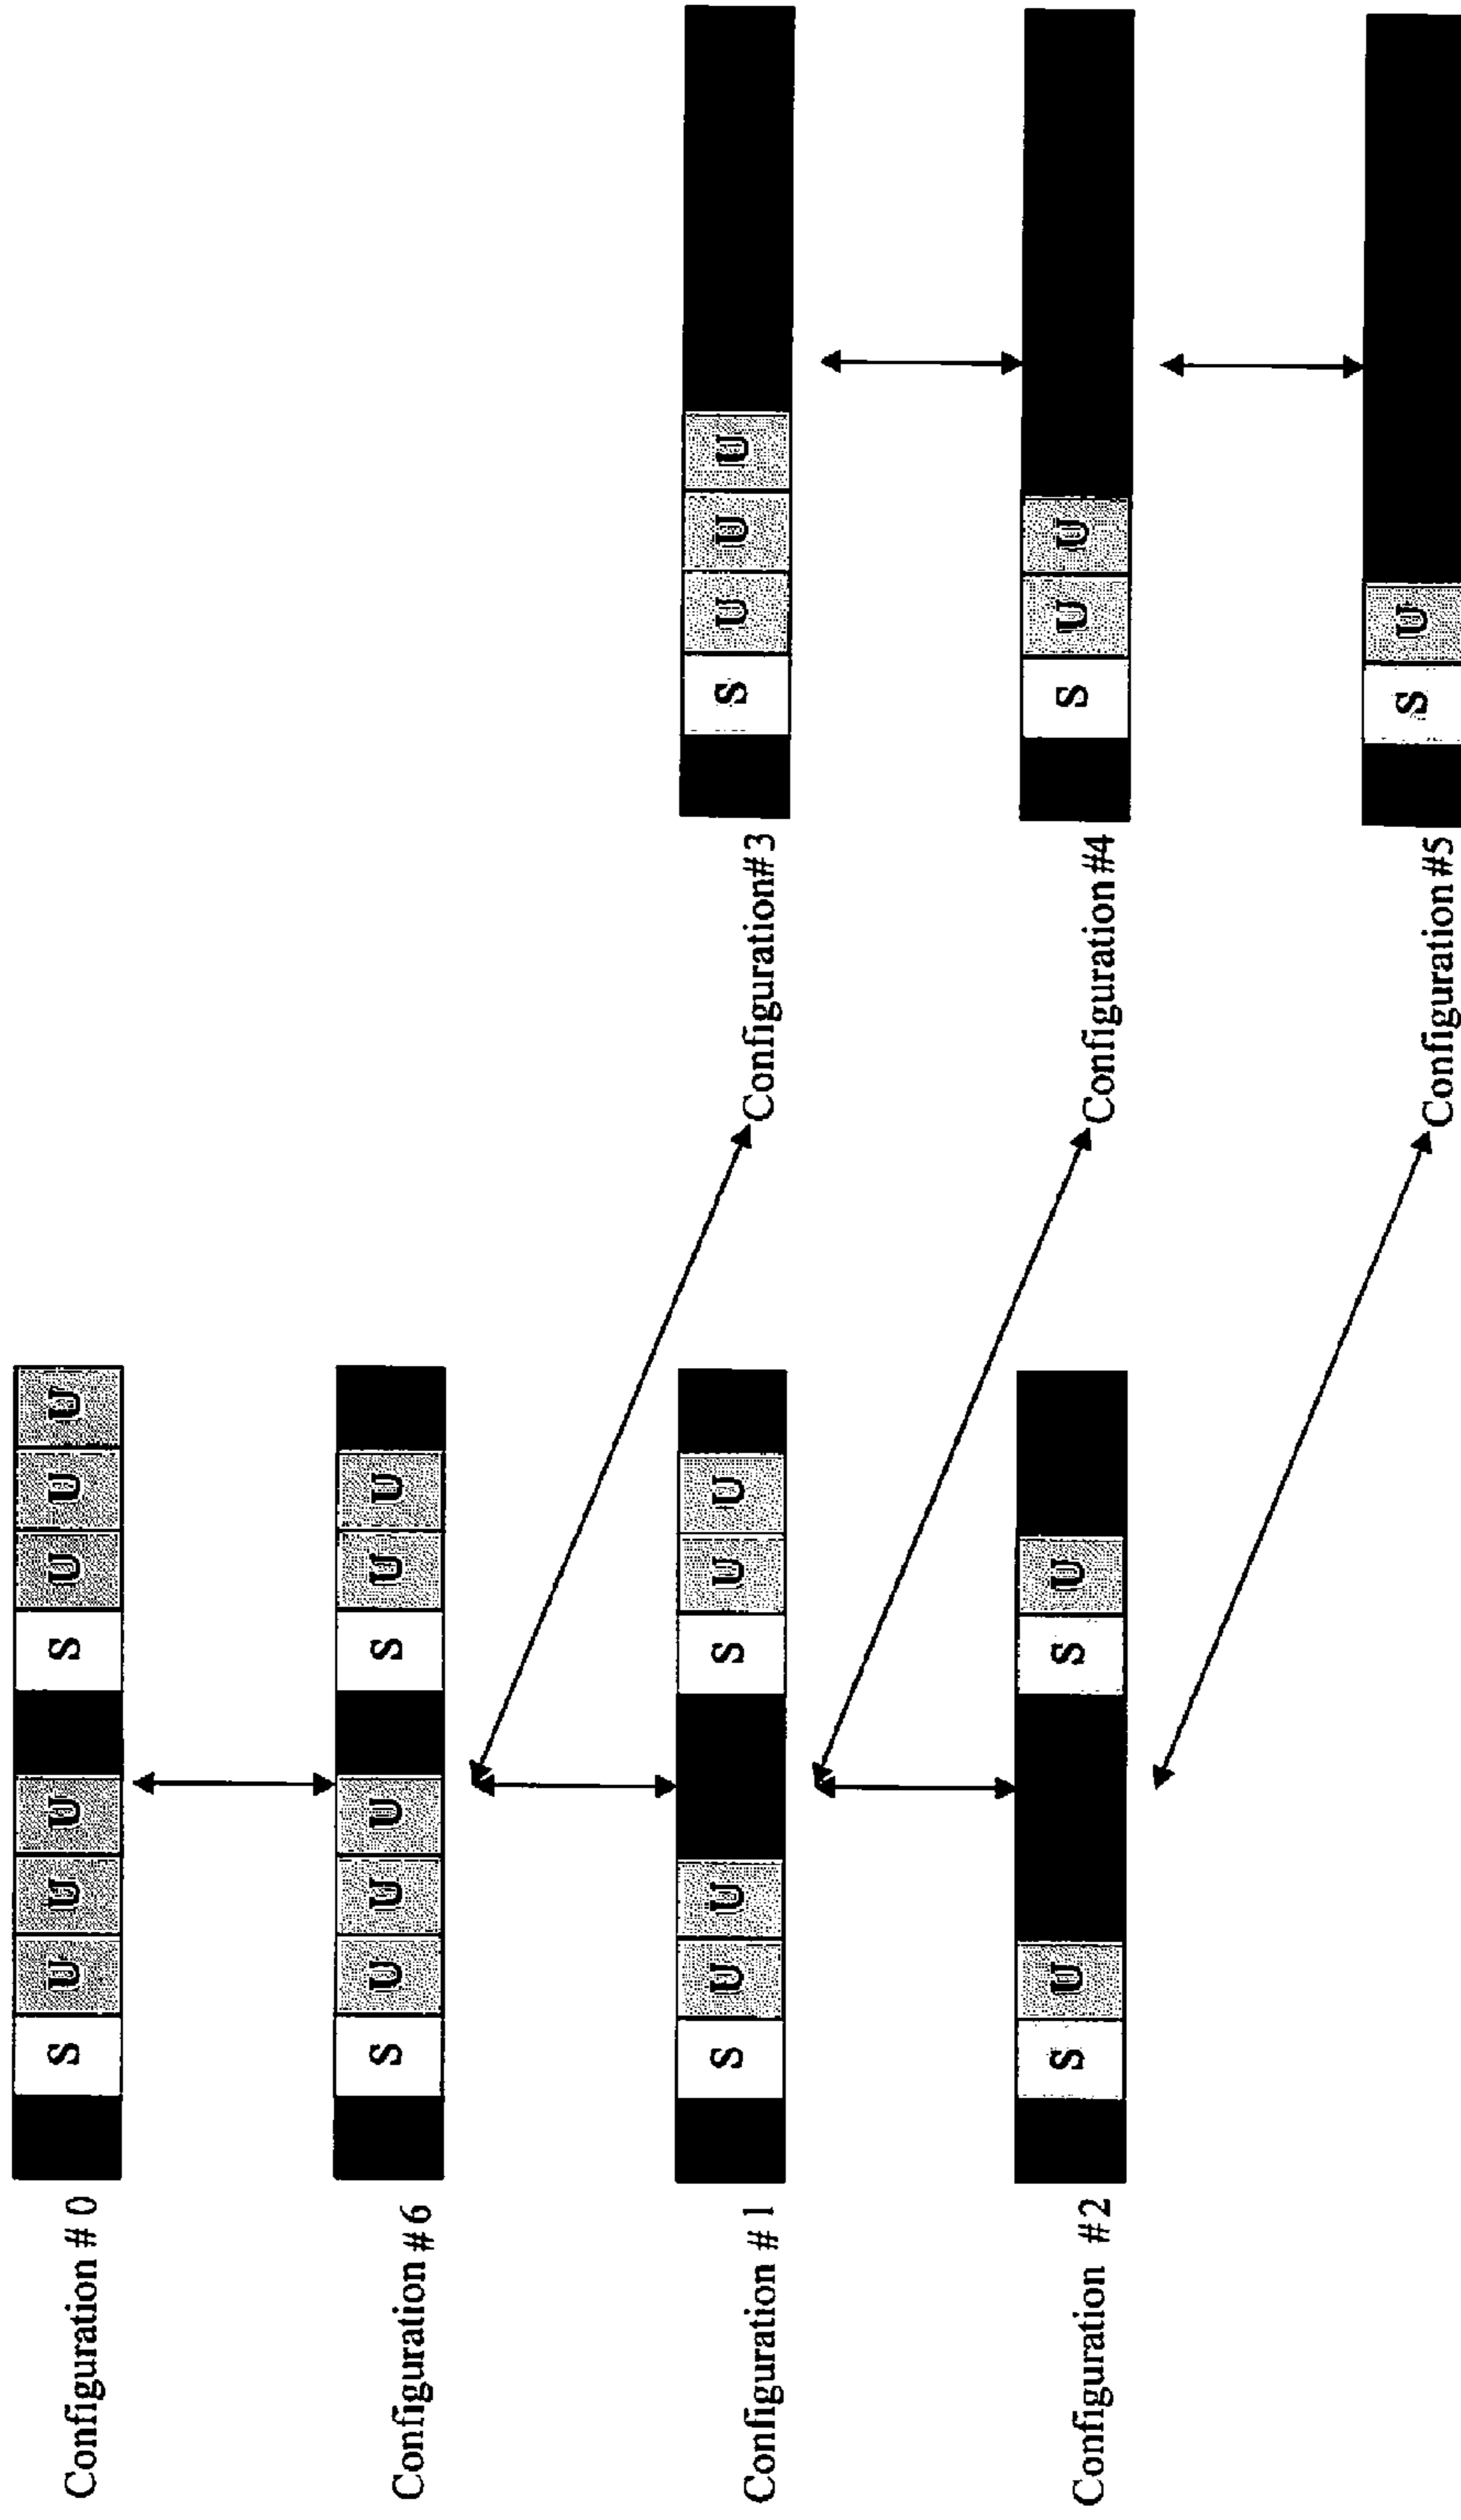 Configuration # 0
S U U U S U U U
Configuration # 6
S U U U S U U
Configuration # 1
S U U S U U
Configuration# 3
S U U U
Configuration #2
S U S U
Configuration #4
S U U
Configuration #5
S U